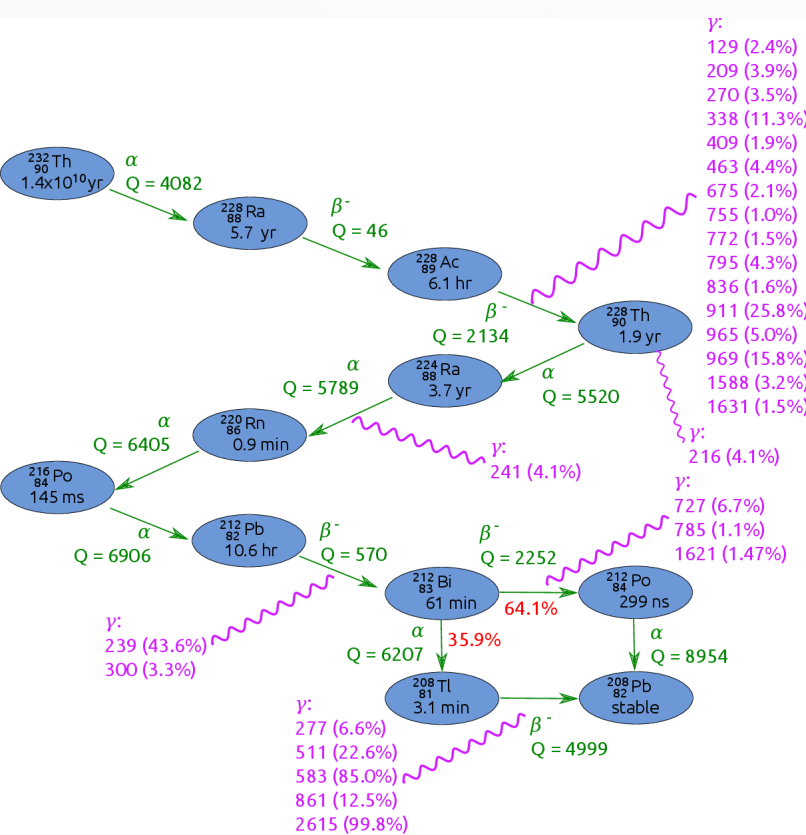 γ:
129 (2.4%)
209 (3.9%)
270 (3.5%)
338 (11.3%)
409 (1.9%)
463 (4.4%)
675 (2.1%)
755 (1.0%)
772 (1.5%)
795 (4.3%)
836 (1.6%)
911 (25.8%)
965 (5.0%)
969 (15.8%)
1588 (3.2%)
1631 (1.5%)
232
90 Th
1.4x10¹⁰ yr
α
Q = 4082
228
88 Ra
5.7 yr
β⁻
Q = 46
228
89 Ac
6.1 hr
β⁻
Q = 2134
228
90 Th
1.9 yr
α
Q = 5520
γ:
216 (4.1%)
224
88 Ra
3.7 yr
α
Q = 5789
γ:
241 (4.1%)
220
86 Rn
0.9 min
α
Q = 6405
216
84 Po
145 ms
α
Q = 6906
212
82 Pb
10.6 hr
β⁻
Q = 570
γ:
239 (43.6%)
300 (3.3%)
212
83 Bi
61 min
β⁻
Q = 2252
64.1%
γ:
727 (6.7%)
785 (1.1%)
1621 (1.47%)
212
84 Po
299 ns
α
Q = 6207
35.9%
α
Q = 8954
208
81 Tl
3.1 min
208
82 Pb
stable
β⁻
Q = 4999
γ:
277 (6.6%)
511 (22.6%)
583 (85.0%)
861 (12.5%)
2615 (99.8%)